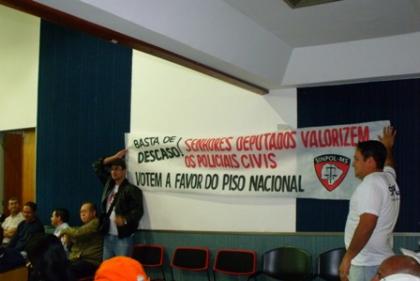 BASTA DE DESCASO!
SENHORES DEPUTADOS VALORIZEM
OS POLICIAIS CIVIS
VOTEM A FAVOR DO PISO NACIONAL
SINPOL-MS